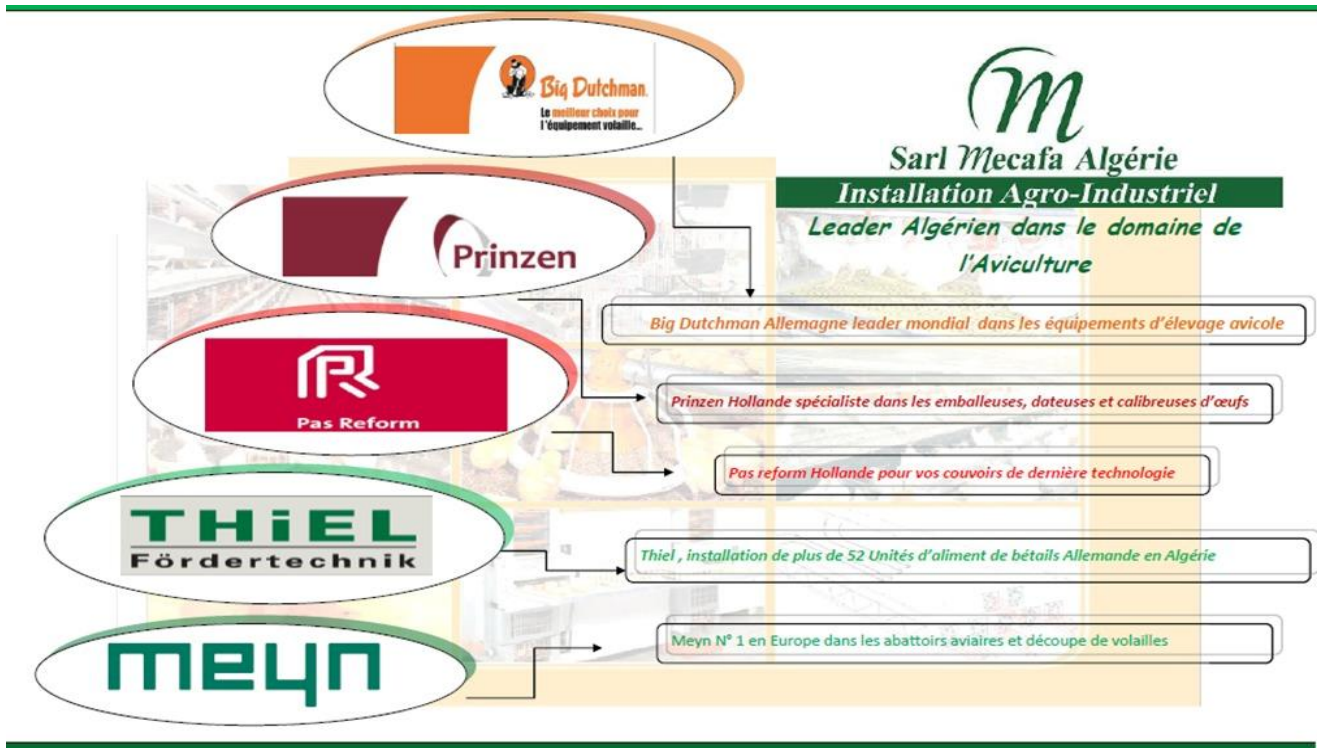 Big Dutchman.
Le meilleur choix pour
l'équipement volaille...
M
Sarl Mecafa Algérie
Installation Agro-Industriel
Leader Algérien dans le domaine de
l'Aviculture
Prinzen
Big Dutchman Allemagne leader mondial dans les équipements d'élevage avicole
Prinzen Hollande spécialiste dans les emballeuses, dateuses et calibreuses d'œufs
PR
Pas Reform
Pas reform Hollande pour vos couvoirs de dernière technologie
THiEL
Fördertechnik
Thiel , installation de plus de 52 Unités d'aliment de bétails Allemande en Algérie
meyn
Meyn N° 1 en Europe dans les abattoirs aviaires et découpe de volailles